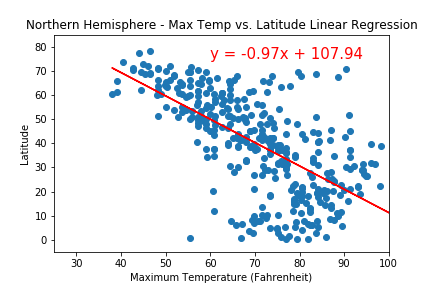 Northern Hemisphere - Max Temp vs. Latitude Linear Regression
y = -0.97x + 107.94
80
70
60
50
40
30
20
10
0
Latitude
30 40 50 60 70 80 90 100
Maximum Temperature (Fahrenheit)